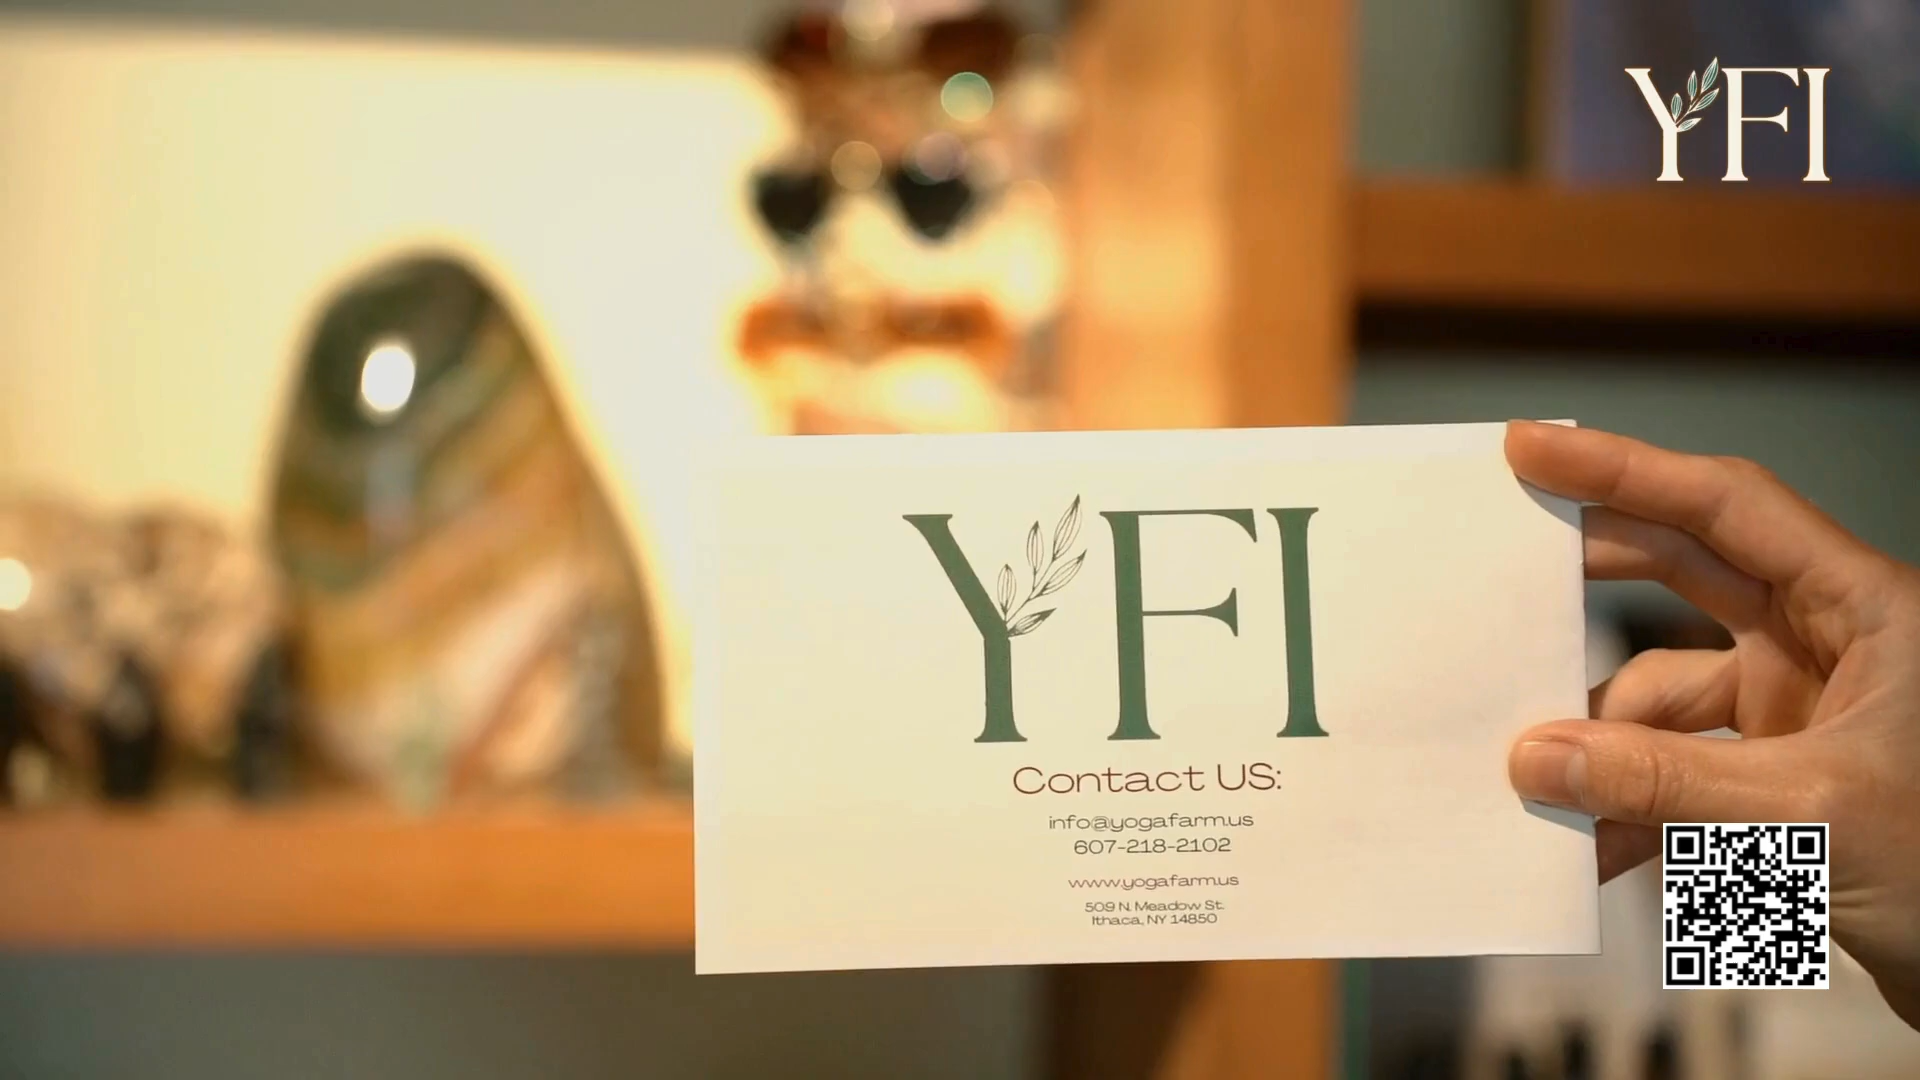 YFI
YFI
Contact US:
info@yogafarm.us
607-218-2102
www.yogafarm.us
509 N. Meadow St.
Ithaca, NY 14850